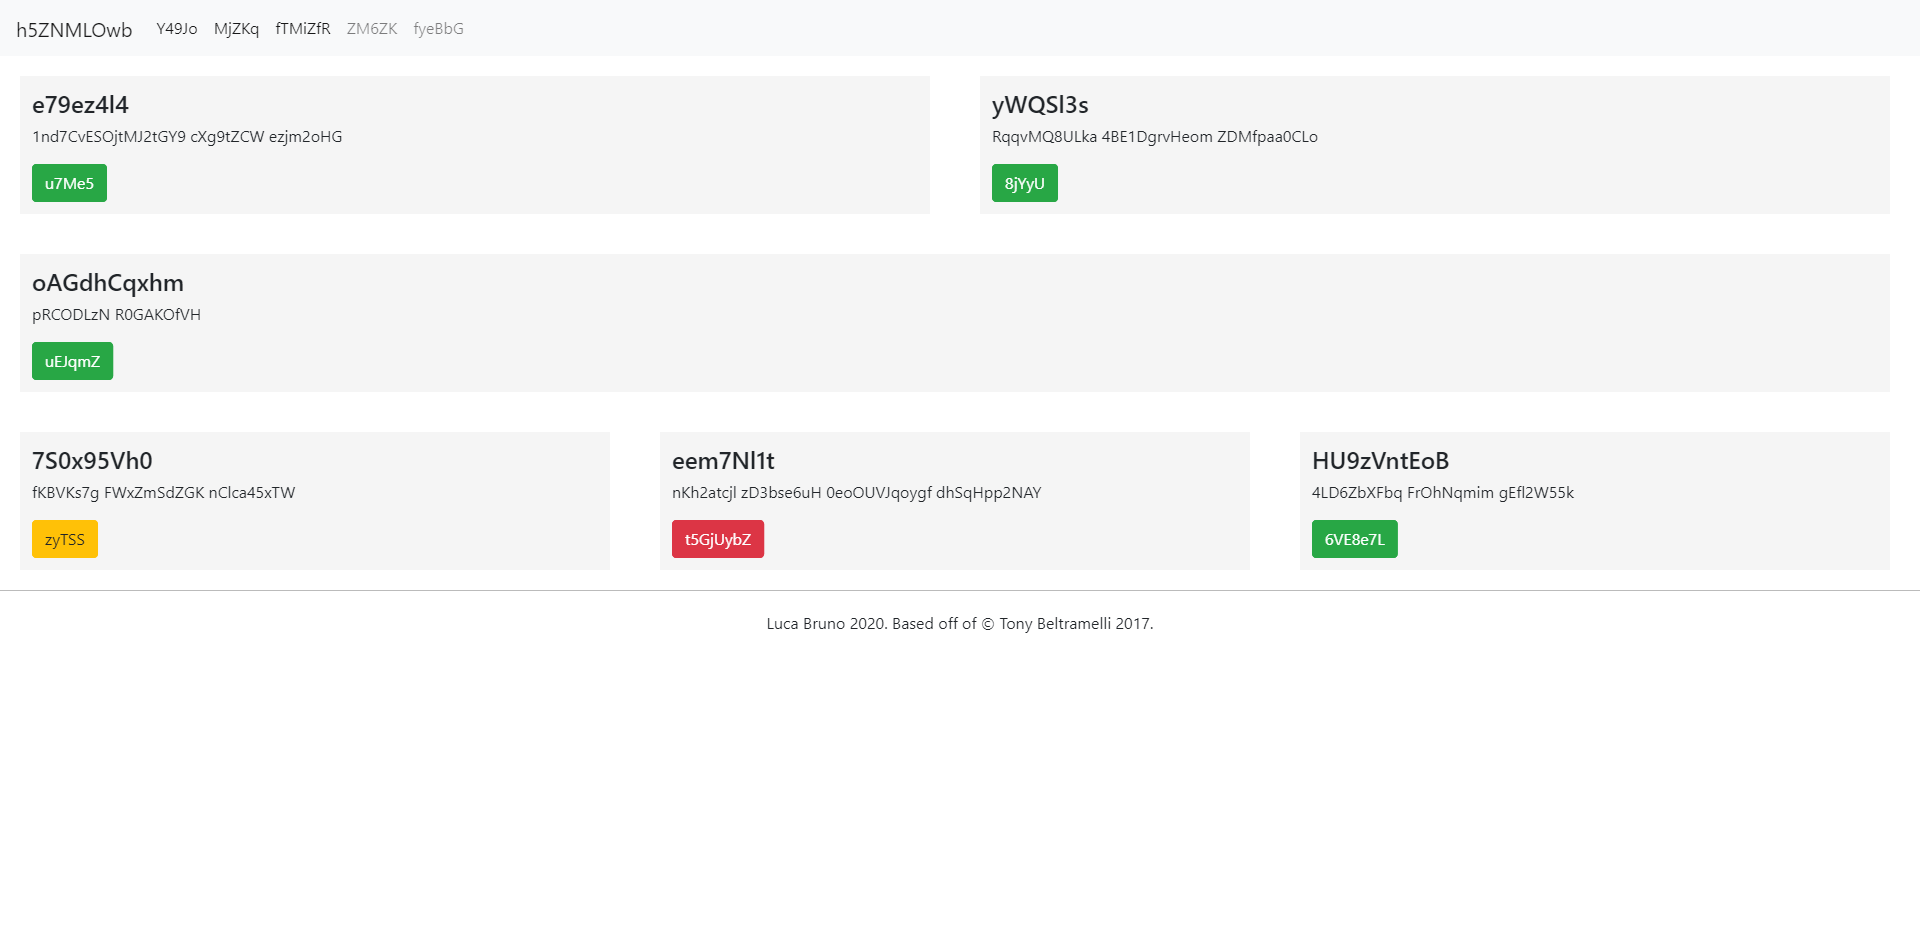 h5ZNMLOwb Y49Jo MjZKq fTMiZfR ZM6ZK fyeBbG
e79ez4l4
1nd7CvESOjtMJ2tGY9 cXg9tZCW ezjm2oHG
u7Me5
yWQSl3s
RqqvMQ8ULka 4BE1DgrvHeom ZDMfpaa0CLo
8jYyU
oAGdhCqxhm
pRCODLzN R0GAKOfVH
uEJqmZ
7S0x95Vh0
fKBVKs7g FWxZmSdZGK nClca45xTW
zyTSS
eem7Nl1t
nKh2atcjl zD3bse6uH 0eoOUVJqoygf dhSqHpp2NAY
t5GjUybZ
HU9zVntEoB
4LD6ZbXFbq FrOhNqmim gEfl2W55k
6VE8e7L
Luca Bruno 2020. Based off of © Tony Beltramelli 2017.